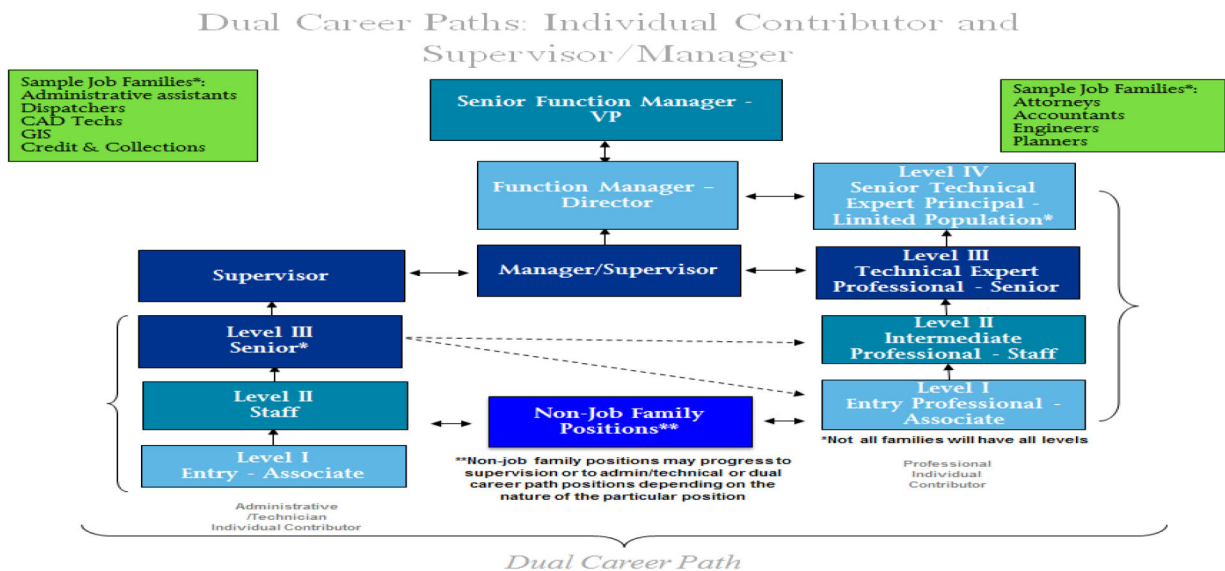 Dual Career Paths: Individual Contributor and
Supervisor/Manager
Sample Job Families*:
Administrative assistants
Dispatchers
CAD Techs
GIS
Credit & Collections
Senior Function Manager -
VP
Sample Job Families*:
Attorneys
Accountants
Engineers
Planners
Function Manager –
Director
Level IV
Senior Technical
Expert Principal -
Limited Population*
Supervisor
Manager/Supervisor
Level III
Technical Expert
Professional - Senior
Level III
Senior*
Level II
Intermediate
Professional - Staff
Level II
Staff
Non-Job Family
Positions**
Level I
Entry Professional -
Associate
*Not all families will have all levels
Level I
Entry - Associate
**Non-job family positions may progress to
supervision or to admin/technical or dual
career path positions depending on the
nature of the particular position
Professional
Individual
Contributor
Administrative
/Technician
Individual Contributor
Dual Career Path